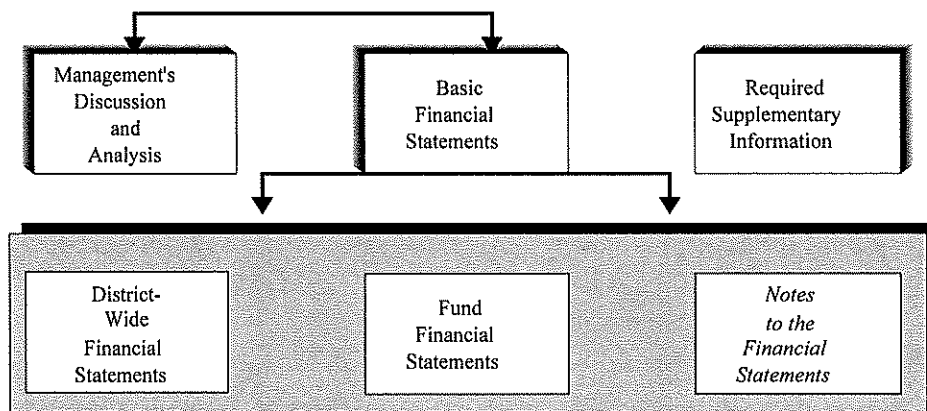 Management's
Discussion
and
Analysis
Basic
Financial
Statements
Required
Supplementary
Information
District-
Wide
Financial
Statements
Fund
Financial
Statements
Notes
to the
Financial
Statements